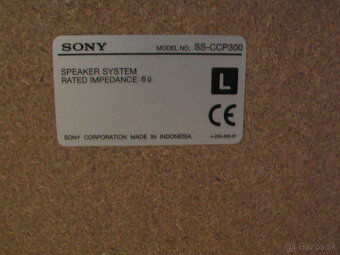 SONY
MODEL NO. SS-CCP300
SPEAKER SYSTEM
RATED IMPEDANCE: 6Ω
L
CE
SONY CORPORATION MADE IN INDONESIA
Bazos.sk